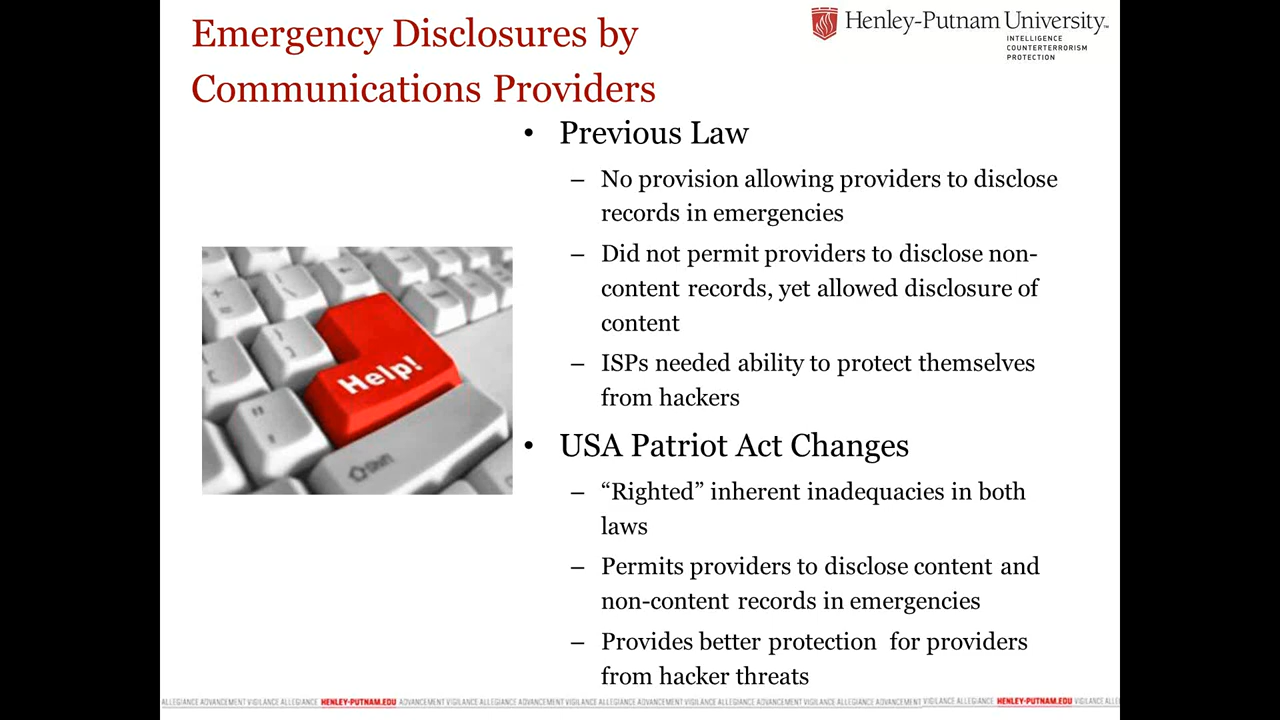 Emergency Disclosures by
Communications Providers
Henley-Putnam University™
INTELLIGENCE
COUNTERTERRORISM
PROTECTION
• Previous Law
– No provision allowing providers to disclose
records in emergencies
– Did not permit providers to disclose non-
content records, yet allowed disclosure of
content
– ISPs needed ability to protect themselves
from hackers
Help!
• USA Patriot Act Changes
– “Righted” inherent inadequacies in both
laws
– Permits providers to disclose content and
non-content records in emergencies
– Provides better protection for providers
from hacker threats
ALLEGIANCE ADVANCEMENT VIGILANCE ALLEGIANCE HENLEY-PUTNAM.EDU ADVANCEMENT VIGILANCE ALLEGIANCE ADVANCEMENT VIGILANCE ALLEGIANCE ADVANCEMENT VIGILANCE ALLEGIANCE ADVANCEMENT VIGILANCE ALLEGIANCE HENLEY-PUTNAM.EDU ADVANCEMENT VIGILANCE ALLE